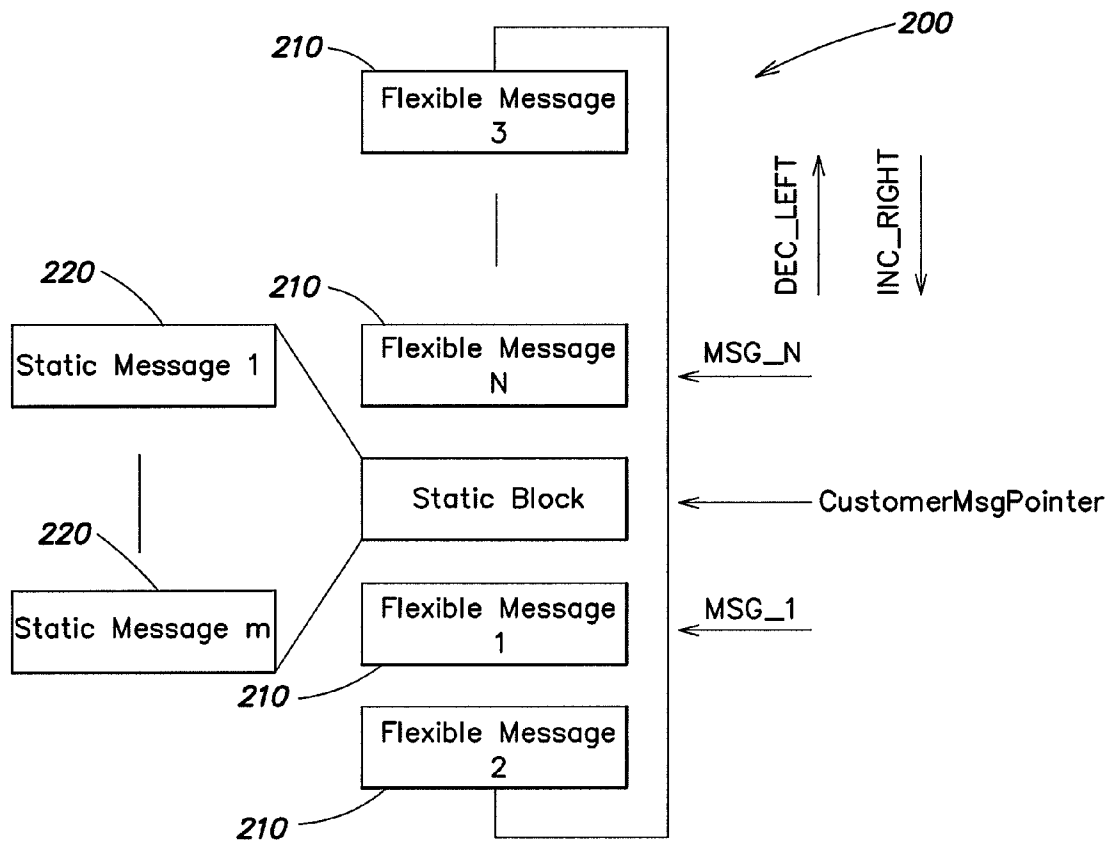 210
200
Flexible Message
3
DEC_LEFT
INC_RIGHT
220
210
Static Message 1
Flexible Message
N
MSG_N
Static Block
CustomerMsgPointer
220
Static Message m
Flexible Message
1
MSG_1
210
Flexible Message
2
210